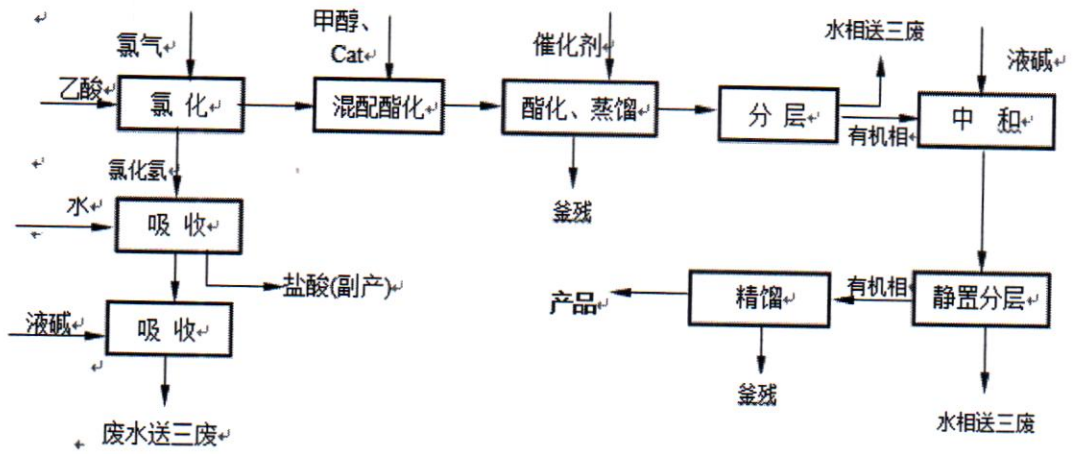 水相送三废
甲醇、
Cat
氯气
催化剂
液碱
乙酸
氯 化
混配酯化
酯化、蒸馏
分 层
有机相
中 和
氯化氢
水
吸 收
釜残
盐酸(副产)
产品
精馏
有机相
静置分层
液碱
吸 收
釜残
水相送三废
废水送三废